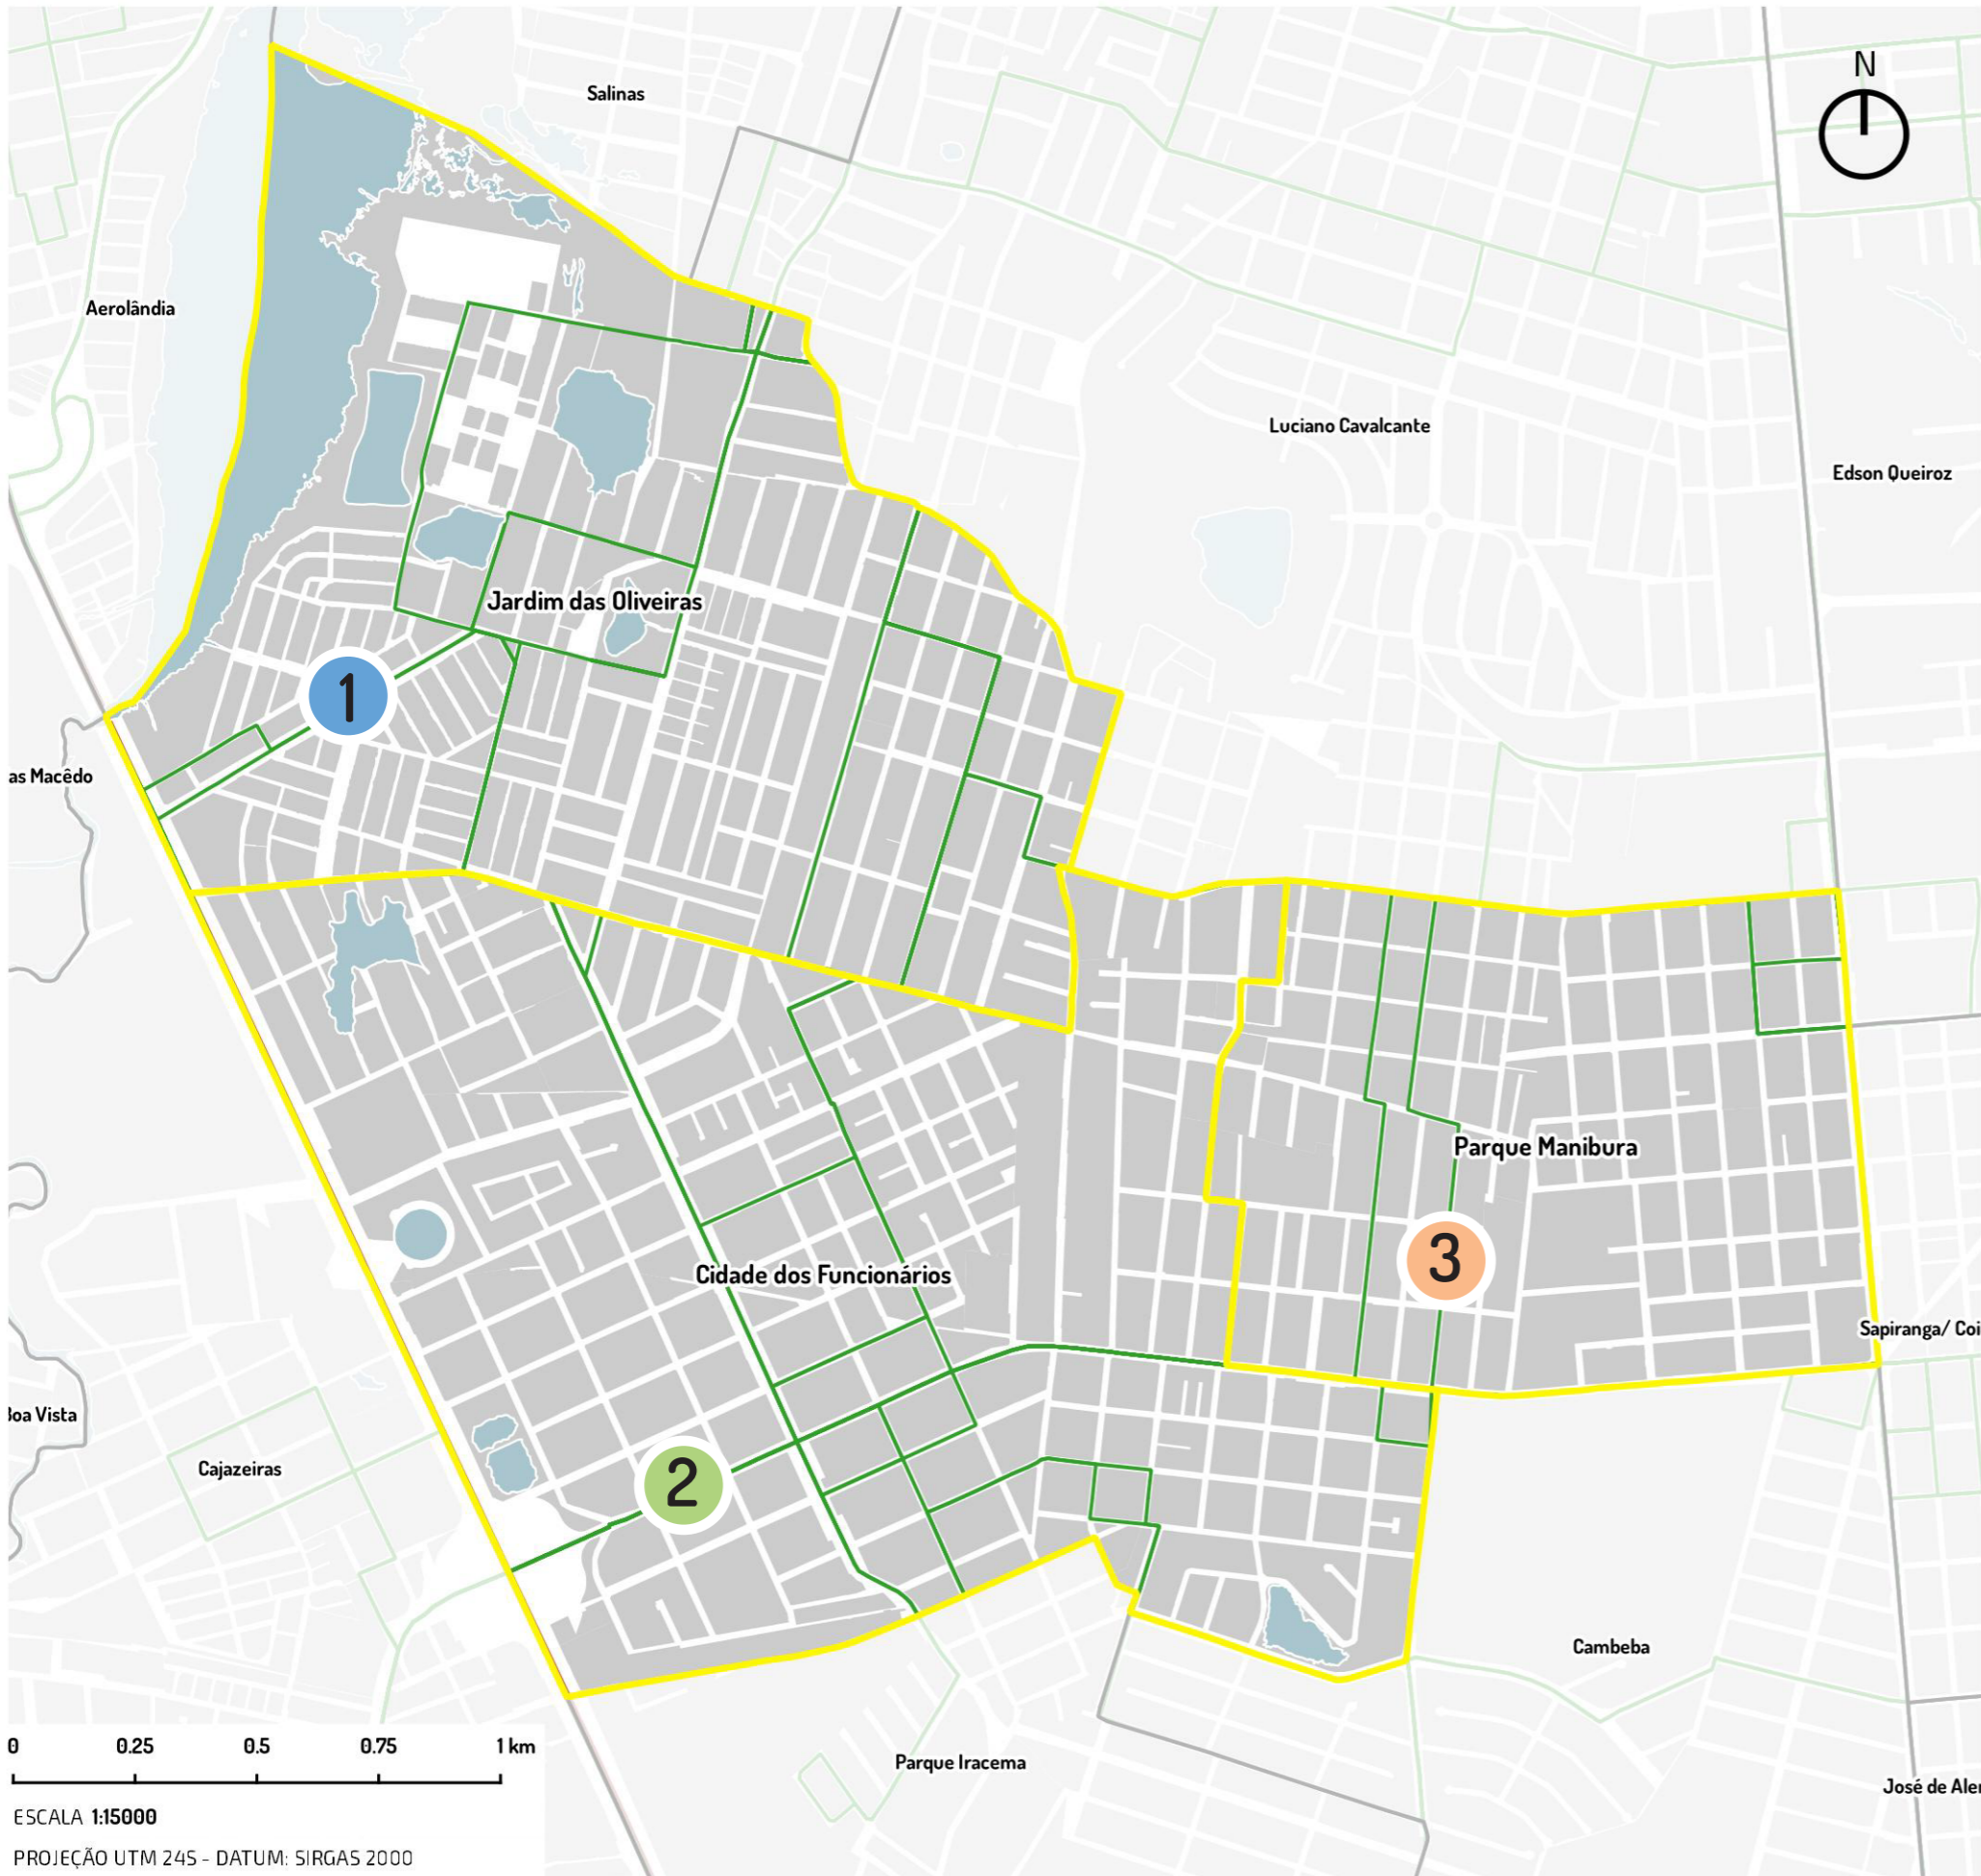 N
Salinas
Aerolândia
Luciano Cavalcante
Edson Queiroz
Jardim das Oliveiras
1
as Macêdo
Parque Manibura
3
Cidade dos Funcionários
Sapiranga/ Coi
Boa Vista
Cajazeiras
2
Cambeba
Parque Iracema
José de Aler
0 0.25 0.5 0.75 1 km
ESCALA 1:15000
PROJEÇÃO UTM 24S - DATUM: SIRGAS 2000